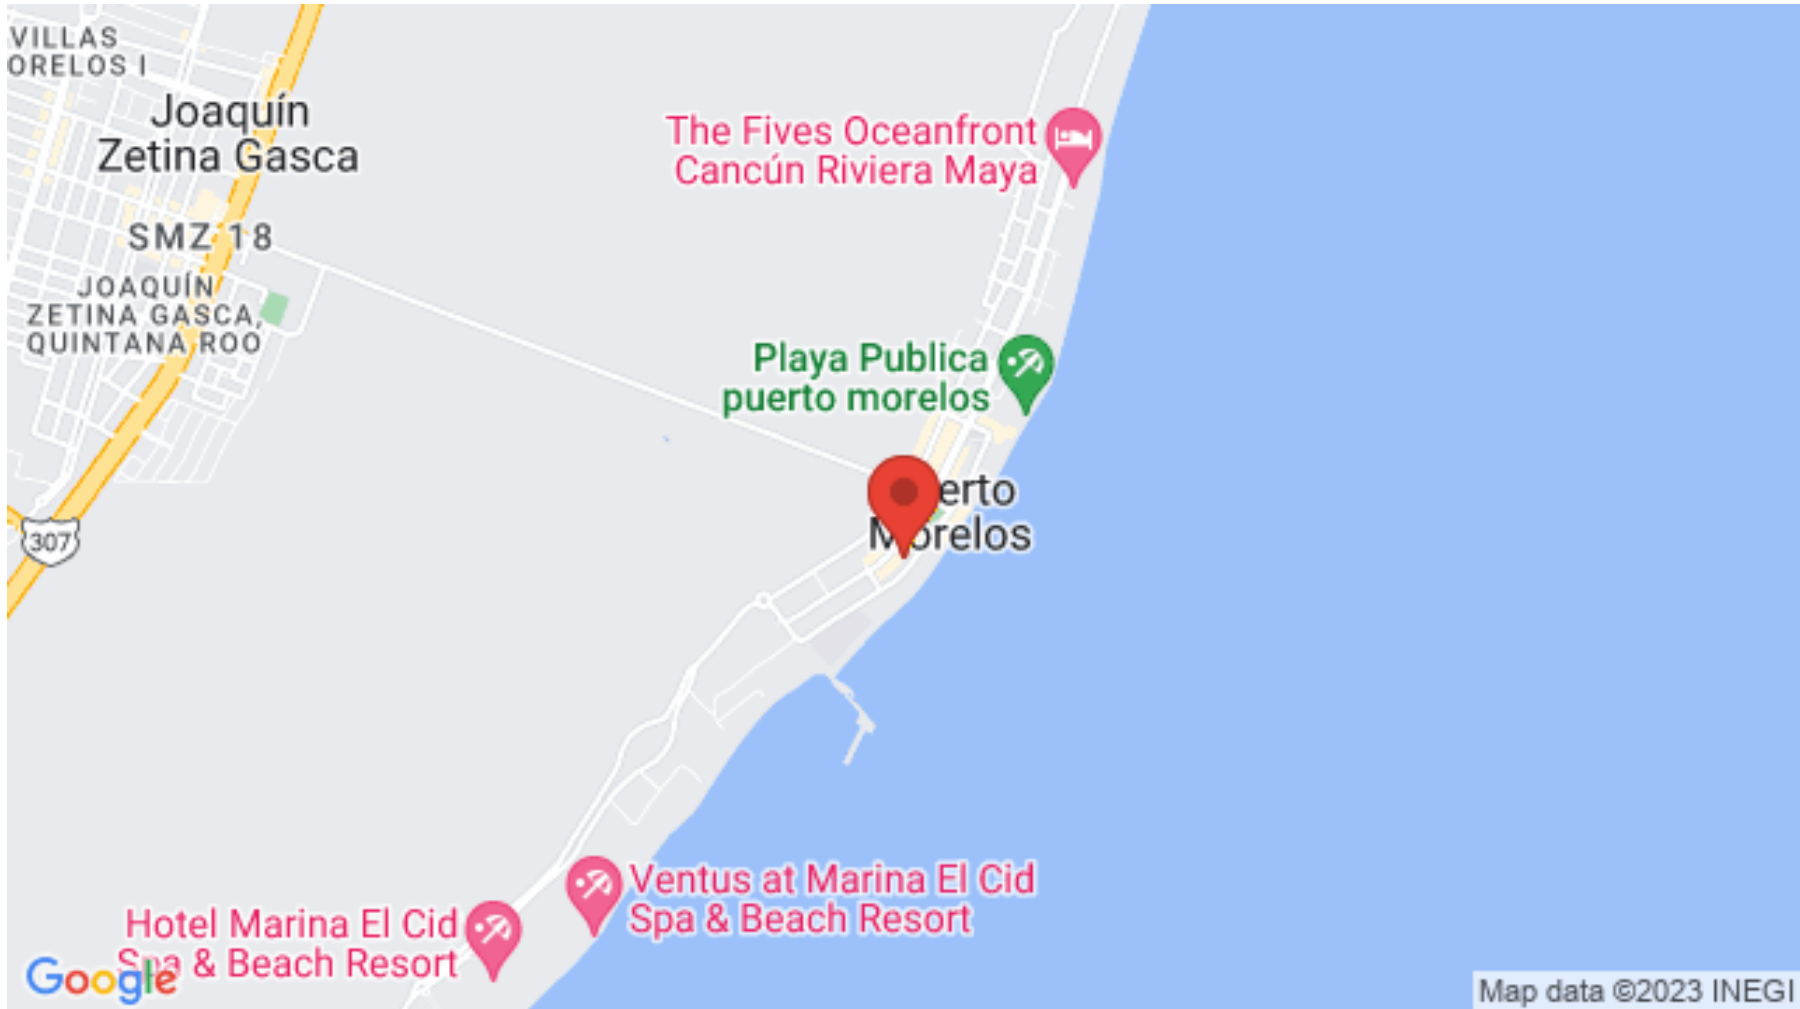 VILLAS
ORELOS I
Joaquín
Zetina Gasca
SMZ 18
JOAQUÍN
ZETINA GASCA,
QUINTANA ROO
307
The Fives Oceanfront
Cancún Riviera Maya
Playa Publica
puerto morelos
erto
Morelos
Ventus at Marina El Cid
Spa & Beach Resort
Hotel Marina El Cid
Spa & Beach Resort
Google
Map data ©2023 INEGI